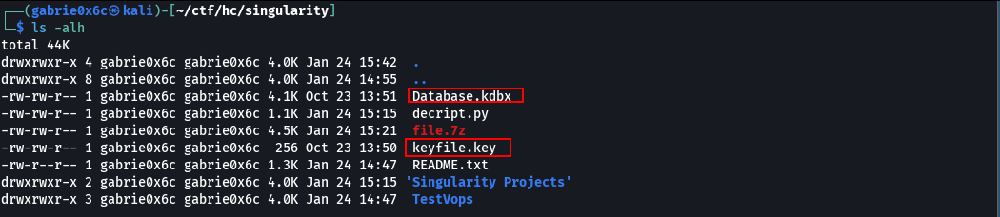 ┌──(gabrie0x6c㉿kali)-[~/ctf/hc/singularity]
└─$ ls -alh
total 44K
drwxrwxr-x 4 gabrie0x6c gabrie0x6c 4.0K Jan 24 15:42 .
drwxrwxr-x 8 gabrie0x6c gabrie0x6c 4.0K Jan 24 14:55 ..
-rw-rw-r-- 1 gabrie0x6c gabrie0x6c 4.1K Oct 23 13:51 Database.kdbx
-rw-rw-r-- 1 gabrie0x6c gabrie0x6c 1.1K Jan 24 15:15 decript.py
-rw-rw-r-- 1 gabrie0x6c gabrie0x6c 4.5K Jan 24 15:21 file.7z
-rw-rw-r-- 1 gabrie0x6c gabrie0x6c 256 Oct 23 13:50 keyfile.key
-rw-r--r-- 1 gabrie0x6c gabrie0x6c 1.3K Jan 24 14:47 README.txt
drwxrwxr-x 2 gabrie0x6c gabrie0x6c 4.0K Jan 24 15:15 'Singularity Projects'
drwxrwxr-x 3 gabrie0x6c gabrie0x6c 4.0K Jan 24 14:47 TestVops